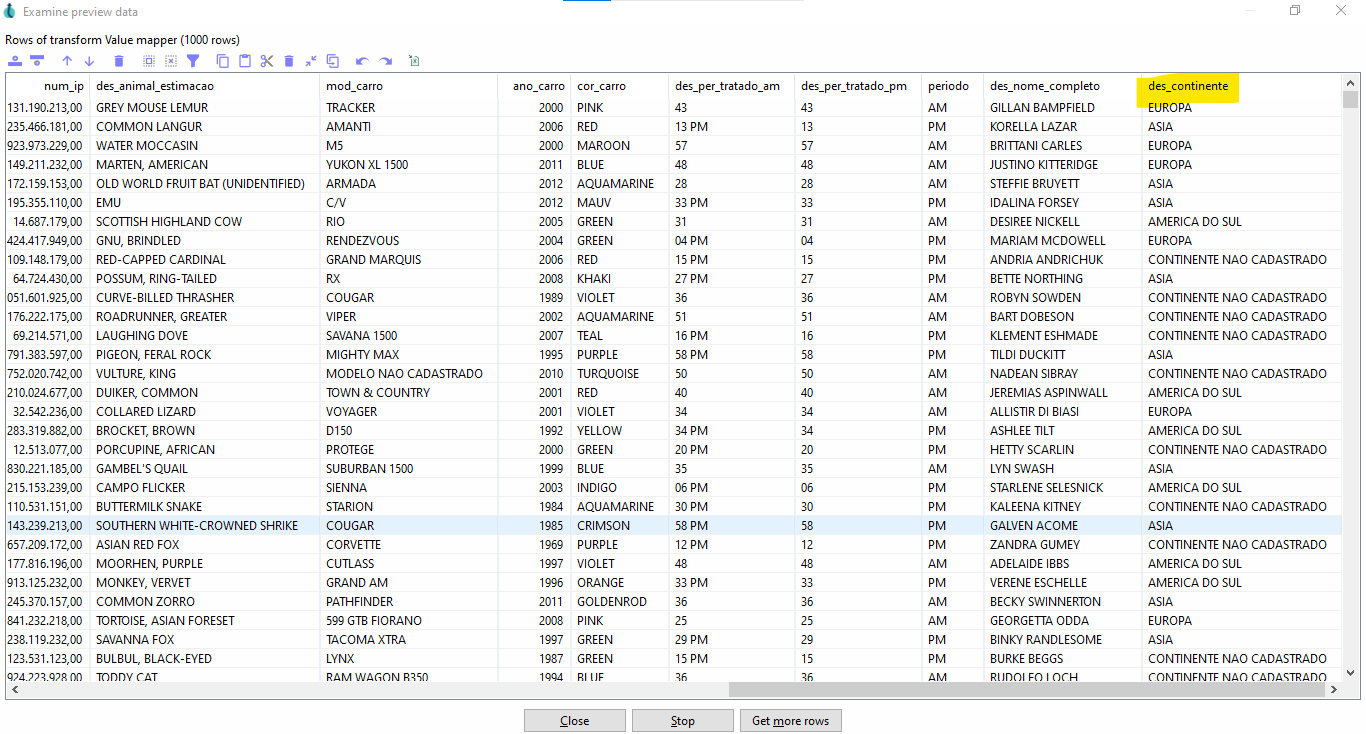 Examine preview data
Rows of transform Value mapper (1000 rows)
num_ip des_animal_estimacao mod_carro ano_carro cor_carro des_per_tratado_am des_per_tratado_pm periodo des_nome_completo des_continente
131.190.213,00 GREY MOUSE LEMUR TRACKER 2000 PINK 43 43 AM GILLAN BAMPFIELD EUROPA
235.466.181,00 COMMON LANGUR AMANTI 2006 RED 13 PM 13 PM KORELLA LAZAR ASIA
923.973.229,00 WATER MOCCASIN M5 2000 MAROON 57 57 AM BRITTANI CARLES EUROPA
149.211.232,00 MARTEN, AMERICAN YUKON XL 1500 2011 BLUE 48 48 AM JUSTINO KITTERIDGE EUROPA
172.159.153,00 OLD WORLD FRUIT BAT (UNIDENTIFIED) ARMADA 2012 AQUAMARINE 28 28 AM STEFFIE BRUYETT ASIA
195.355.110,00 EMU C/V 2012 MAUV 33 PM 33 PM IDALINA FORSEY ASIA
14.687.179,00 SCOTTISH HIGHLAND COW RIO 2005 GREEN 31 31 AM DESIREE NICKELL AMERICA DO SUL
424.417.949,00 GNU, BRINDLED RENDEZVOUS 2004 GREEN 04 PM 04 PM MARIAM MCDOWELL EUROPA
109.148.179,00 RED-CAPPED CARDINAL GRAND MARQUIS 2006 RED 15 PM 15 PM ANDRIA ANDRICHUK CONTINENTE NAO CADASTRADO
64.724.430,00 POSSUM, RING-TAILED RX 2008 KHAKI 27 PM 27 PM BETTE NORTHING ASIA
051.601.925,00 CURVE-BILLED THRASHER COUGAR 1989 VIOLET 36 36 AM ROBYN SOWDEN CONTINENTE NAO CADASTRADO
176.222.175,00 ROADRUNNER, GREATER VIPER 2002 AQUAMARINE 51 51 AM BART DOBESON CONTINENTE NAO CADASTRADO
69.214.571,00 LAUGHING DOVE SAVANA 1500 2007 TEAL 16 PM 16 PM KLEMENT ESHMADE CONTINENTE NAO CADASTRADO
791.383.597,00 PIGEON, FERAL ROCK MIGHTY MAX 1995 PURPLE 58 PM 58 PM TILDI DUCKITT ASIA
752.020.742,00 VULTURE, KING MODELO NAO CADASTRADO 2010 TURQUOISE 50 50 AM NADEAN SIBRAY CONTINENTE NAO CADASTRADO
210.024.677,00 DUIKER, COMMON TOWN & COUNTRY 2001 RED 40 40 AM JEREMIAS ASPINWALL AMERICA DO SUL
32.542.236,00 COLLARED LIZARD VOYAGER 2001 VIOLET 34 34 AM ALLISTIR DI BIASI EUROPA
283.319.882,00 BROCKET, BROWN D150 1992 YELLOW 34 PM 34 PM ASHLEE TILT AMERICA DO SUL
12.513.077,00 PORCUPINE, AFRICAN PROTEGE 2000 GREEN 20 PM 20 PM HETTY SCARLIN CONTINENTE NAO CADASTRADO
830.221.185,00 GAMBEL'S QUAIL SUBURBAN 1500 1999 BLUE 35 35 AM LYN SWASH ASIA
215.153.239,00 CAMPO FLICKER SIENNA 2003 INDIGO 06 PM 06 PM STARLENE SELESNICK AMERICA DO SUL
110.531.151,00 BUTTERMILK SNAKE STARION 1984 AQUAMARINE 30 PM 30 PM KALEENA KITNEY CONTINENTE NAO CADASTRADO
143.239.213,00 SOUTHERN WHITE-CROWNED SHRIKE COUGAR 1985 CRIMSON 58 PM 58 PM GALVEN ACOME ASIA
657.209.172,00 ASIAN RED FOX CORVETTE 1969 PURPLE 12 PM 12 PM ZANDRA GUMEY CONTINENTE NAO CADASTRADO
177.816.196,00 MOORHEN, PURPLE CUTLASS 1997 VIOLET 48 48 AM ADELAIDE IBBS AMERICA DO SUL
913.125.232,00 MONKEY, VERVET GRAND AM 1996 ORANGE 33 PM 33 PM VERENE ESCHELLE AMERICA DO SUL
245.370.157,00 COMMON ZORRO PATHFINDER 2011 GOLDENROD 36 36 AM BECKY SWINNERTON ASIA
841.232.218,00 TORTOISE, ASIAN FORESET 599 GTB FIORANO 2008 PINK 25 25 AM GEORGETTA ODDA EUROPA
238.119.232,00 SAVANNA FOX TACOMA XTRA 1997 GREEN 29 PM 29 PM BINKY RANDLESOME ASIA
123.531.123,00 BULBUL, BLACK-EYED LYNX 1987 GREEN 15 PM 15 PM BURKE BEGGS CONTINENTE NAO CADASTRADO
924.223.928,00 TODDY CAT RAM WAGON B350 1994 BLUE 36 36 AM RUDOLFO LOCH CONTINENTE NAO CADASTRADO
Close Stop Get more rows